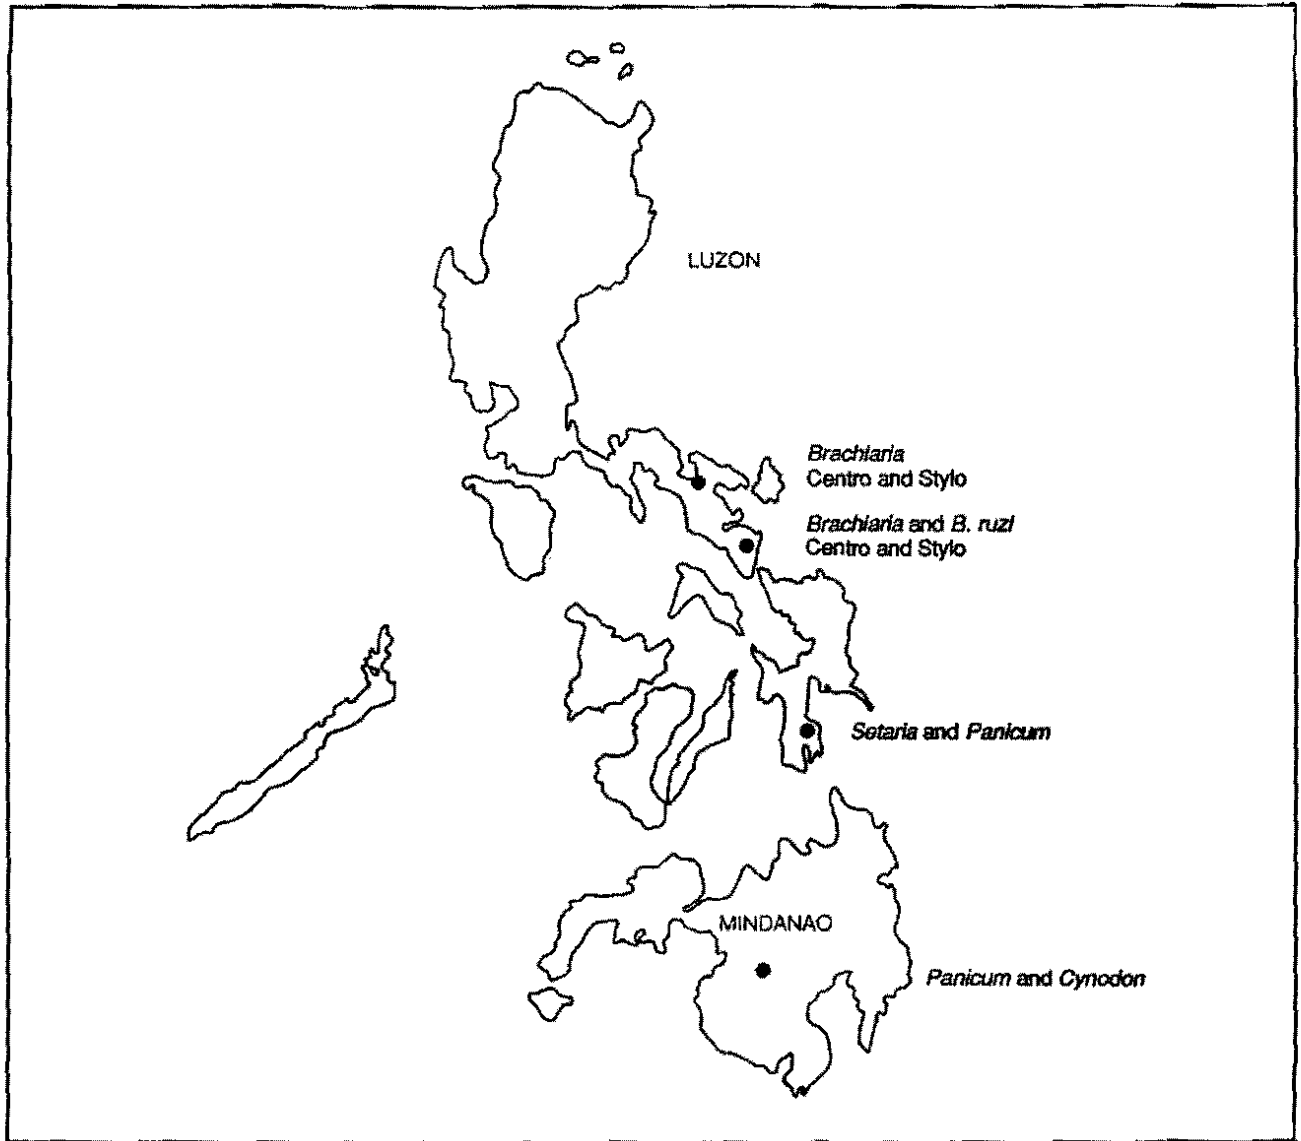 LUZON
Brachiaria
Centro and Stylo
Brachiaria and B. ruzi
Centro and Stylo
Setaria and Panicum
MINDANAO
Panicum and Cynodon